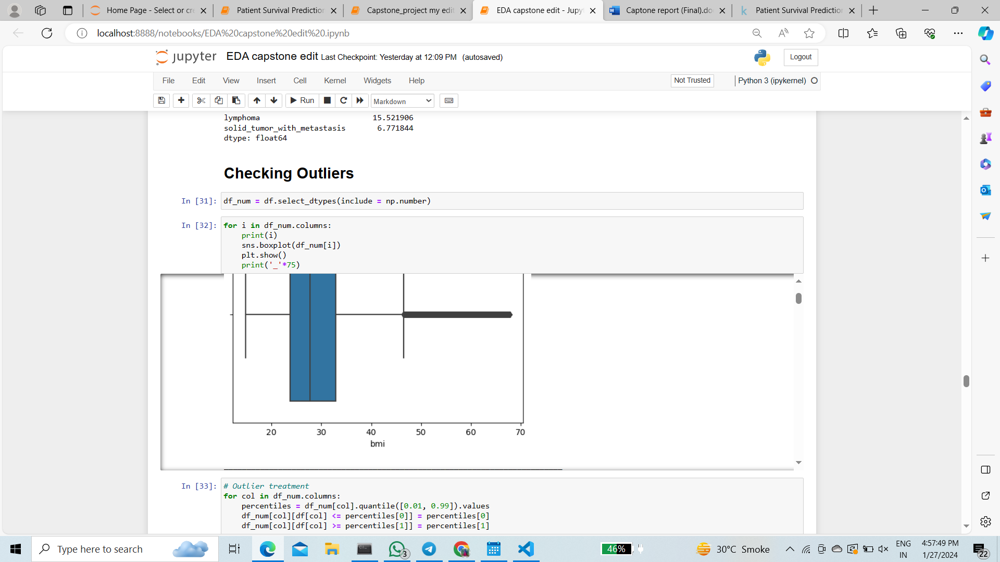 Home Page - Select or cre
Patient Survival Prediction
Capstone_project my edit
EDA capstone edit - Jupyt
Captone report (Final).do
Patient Survival Prediction
localhost:8888/notebooks/EDA%20capstone%20edit%20.ipynb
jupyter EDA capstone edit Last Checkpoint: Yesterday at 12:09 PM (autosaved)
Logout
File Edit View Insert Cell Kernel Widgets Help
Not Trusted
Python 3 (ipykernel)
Run
Markdown
lymphoma 15.521906
solid_tumor_with_metastasis 6.771844
dtype: float64
Checking Outliers
In [31]: df_num = df.select_dtypes(include = np.number)
In [32]: for i in df_num.columns:
print(i)
sns.boxplot(df_num[i])
plt.show()
print('_'*75)
20 30 40 50 60 70
bmi
In [33]: # Outlier treatment
for col in df_num.columns:
percentiles = df_num[col].quantile([0.01, 0.99]).values
df_num[col][df[col] <= percentiles[0]] = percentiles[0]
df_num[col][df[col] >= percentiles[1]] = percentiles[1]
Type here to search
3
46%
30°C Smoke
ENG
IN
4:57:49 PM
1/27/2024
22